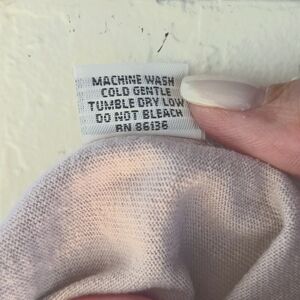 MACHINE WASH
COLD GENTLE
TUMBLE DRY LOW
DO NOT BLEACH
RN 86136